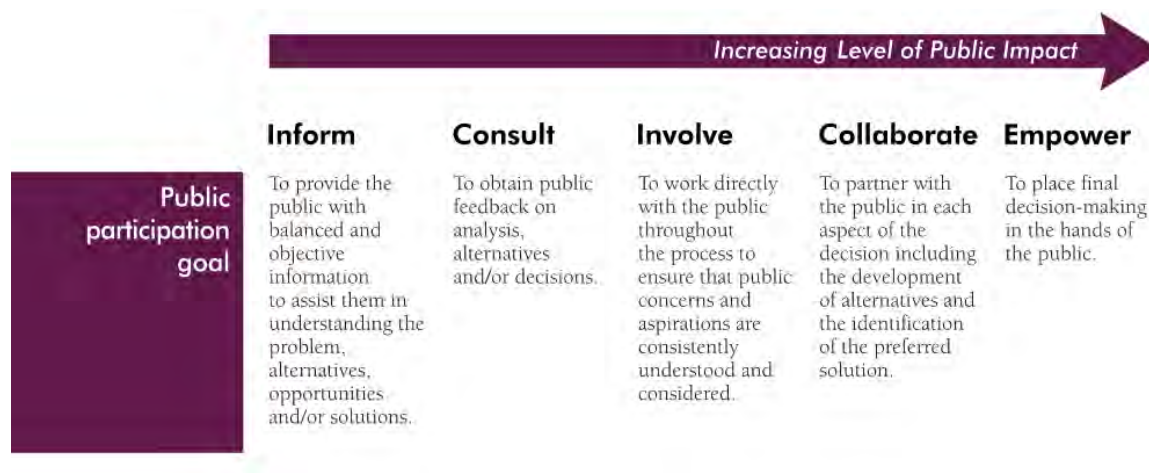 Increasing Level of Public Impact
Public
participation
goal
Inform
To provide the
public with
balanced and
objective
information
to assist them in
understanding the
problem,
alternatives,
opportunities
and/or solutions.
Consult
To obtain public
feedback on
analysis,
alternatives
and/or decisions.
Involve
To work directly
with the public
throughout
the process to
ensure that public
concerns and
aspirations are
consistently
understood and
considered.
Collaborate
To partner with
the public in each
aspect of the
decision including
the development
of alternatives and
the identification
of the preferred
solution.
Empower
To place final
decision-making
in the hands of
the public.